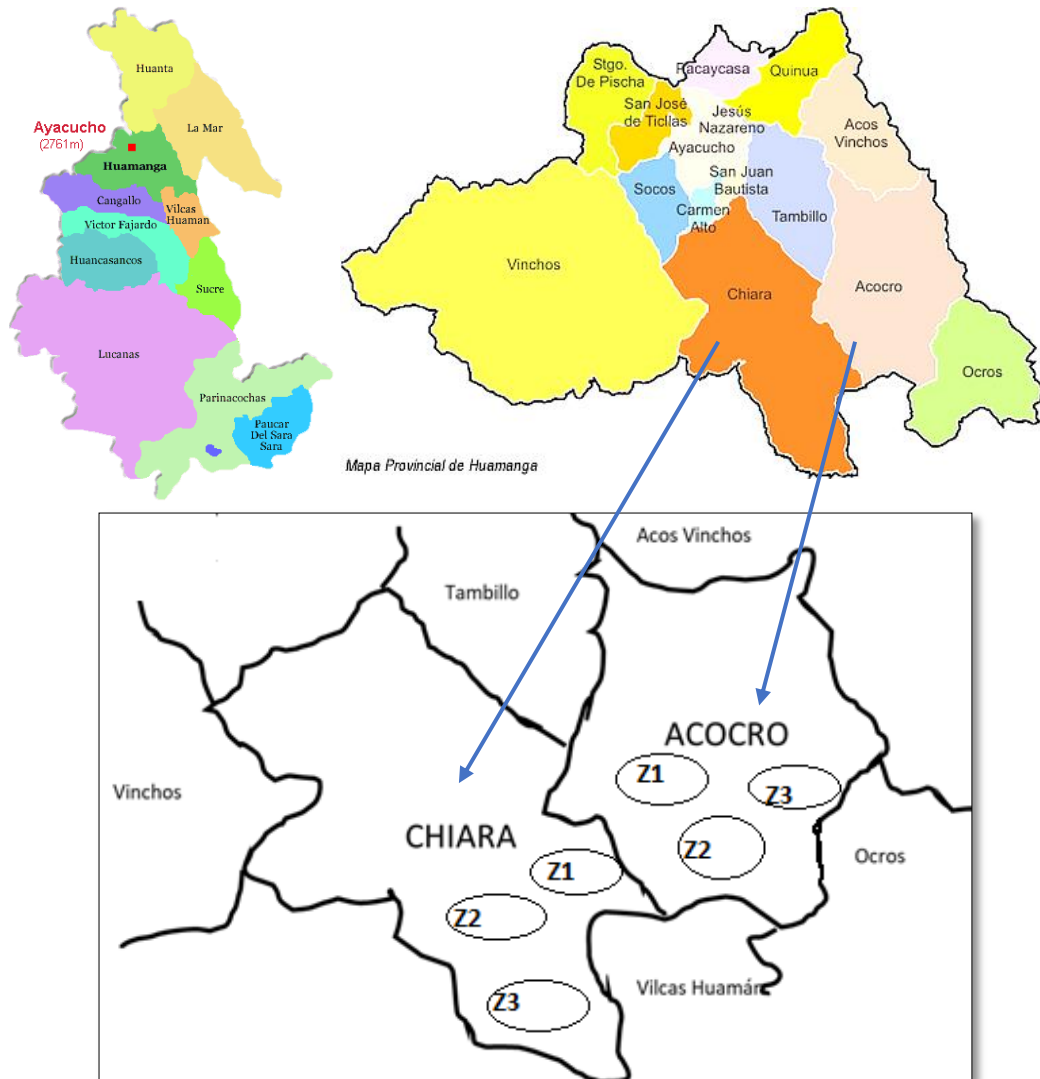 Huanta
La Mar
Ayacucho
(2761m)
Huamanga
Cangallo
Vilcas
Huaman
Victor Fajardo
Huancasancos
Sucre
Lucanas
Parinacochas
Paucar
Del Sara
Sara
Stgo.
De Pischa
Pacaycasa
Quinua
San José
de Ticllas
Jesús
Nazareno
Acos
Vinchos
Ayacucho
San Juan
Bautista
Socos
Carmen
Alto
Tambillo
Vinchos
Chiara
Acocro
Ocros
Mapa Provincial de Huamanga
Acos Vinchos
Tambillo
ACOCRO
Z1
Z3
Z2
Vinchos
CHIARA
Z1
Z2
Z3
Ocros
Vilcas Huamán